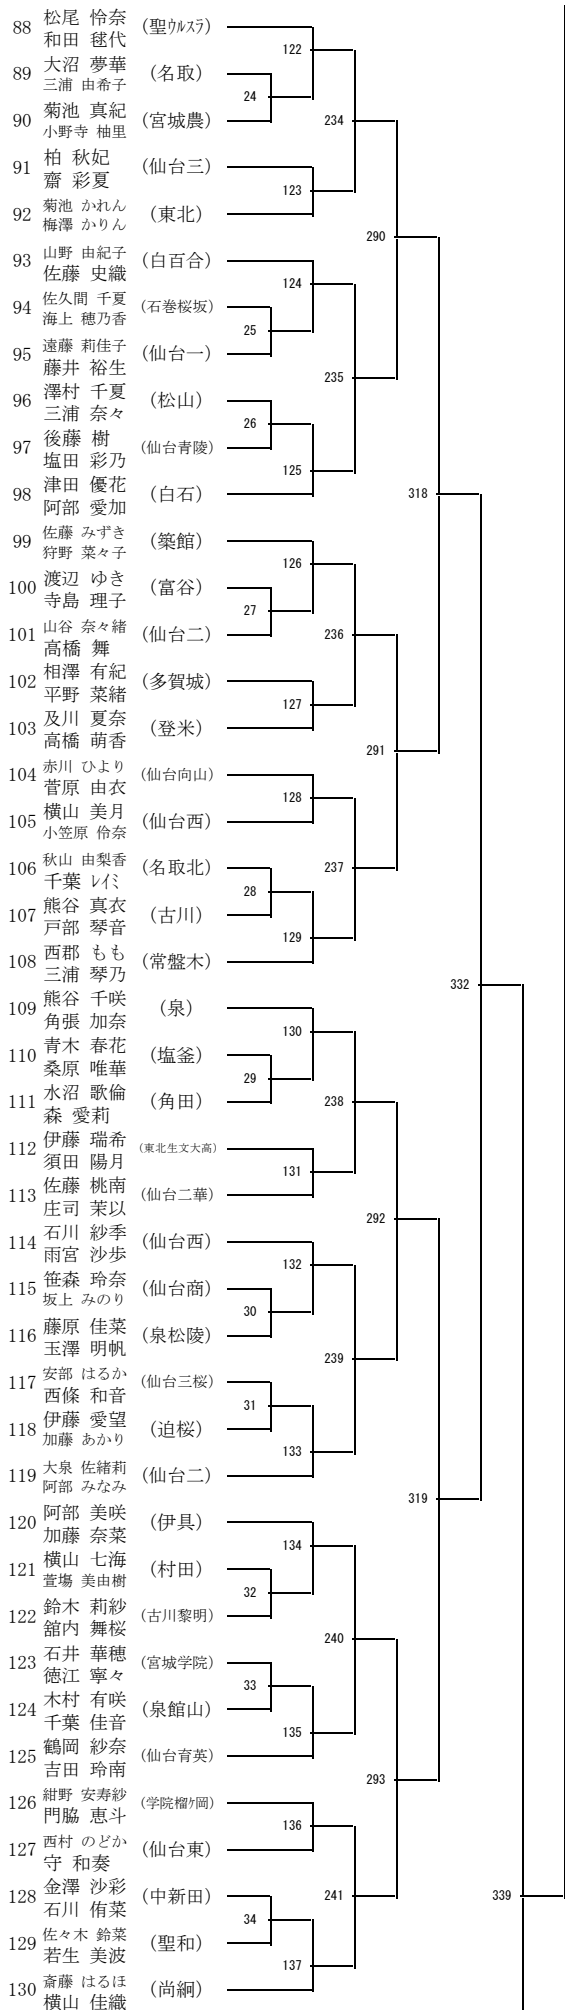 88 松尾 怜奈 (聖ｳﾙｽﾗ)
和田 毬代
122
89 大沼 夢華 (名取)
三浦 由希子
24
90 菊池 真紀 (宮城農)
小野寺 柚里
234
91 柏 秋妃 (仙台三)
齋 彩夏
123
92 菊池 かれん (東北)
梅澤 かりん
290
93 山野 由紀子 (白百合)
佐藤 史織
124
94 佐久間 千夏 (石巻桜坂)
海上 穂乃香
25
95 遠藤 莉佳子 (仙台一)
藤井 裕生
235
96 澤村 千夏 (松山)
三浦 奈々
26
97 後藤 樹 (仙台青陵)
塩田 彩乃
125
98 津田 優花 (白石)
阿部 愛加
318
99 佐藤 みずき (築館)
狩野 菜々子
126
100 渡辺 ゆき (富谷)
寺島 理子
27
101 山谷 奈々緒 (仙台二)
高橋 舞
236
102 相澤 有紀 (多賀城)
平野 菜緒
127
103 及川 夏奈 (登米)
高橋 萌香
291
104 赤川 ひより (仙台向山)
菅原 由衣
128
105 横山 美月 (仙台西)
小笠原 伶奈
237
106 秋山 由梨香 (名取北)
千葉 ﾚｲﾐ
28
107 熊谷 真衣 (古川)
戸部 琴音
129
108 西郡 もも (常盤木)
三浦 琴乃
332
109 熊谷 千咲 (泉)
角張 加奈
130
110 青木 春花 (塩釜)
桑原 唯華
29
111 水沼 歌倫 (角田)
森 愛莉
238
112 伊藤 瑞希 (東北生文大高)
須田 陽月
131
113 佐藤 桃南 (仙台二華)
庄司 茉以
292
114 石川 紗季 (仙台西)
雨宮 沙歩
132
115 笹森 玲奈 (仙台商)
坂上 みのり
30
116 藤原 佳菜 (泉松陵)
玉澤 明帆
239
117 安部 はるか (仙台三桜)
西條 和音
31
118 伊藤 愛望 (迫桜)
加藤 あかり
133
119 大泉 佐緒莉 (仙台二)
阿部 みなみ
319
120 阿部 美咲 (伊具)
加藤 奈菜
134
121 横山 七海 (村田)
萱場 美由樹
32
122 鈴木 莉紗 (古川黎明)
舘内 舞桜
240
123 石井 華穂 (宮城学院)
徳江 寧々
33
124 木村 有咲 (泉館山)
千葉 佳音
135
125 鶴岡 紗奈 (仙台育英)
吉田 玲南
293
126 紺野 安寿紗 (学院榴ｹ岡)
門脇 恵斗
136
127 西村 のどか (仙台東)
守 和奏
128 金澤 沙彩 (中新田)
石川 侑菜
241
339
34
129 佐々木 鈴菜 (聖和)
若生 美波
137
130 斎藤 はるほ (尚絅)
横山 佳織